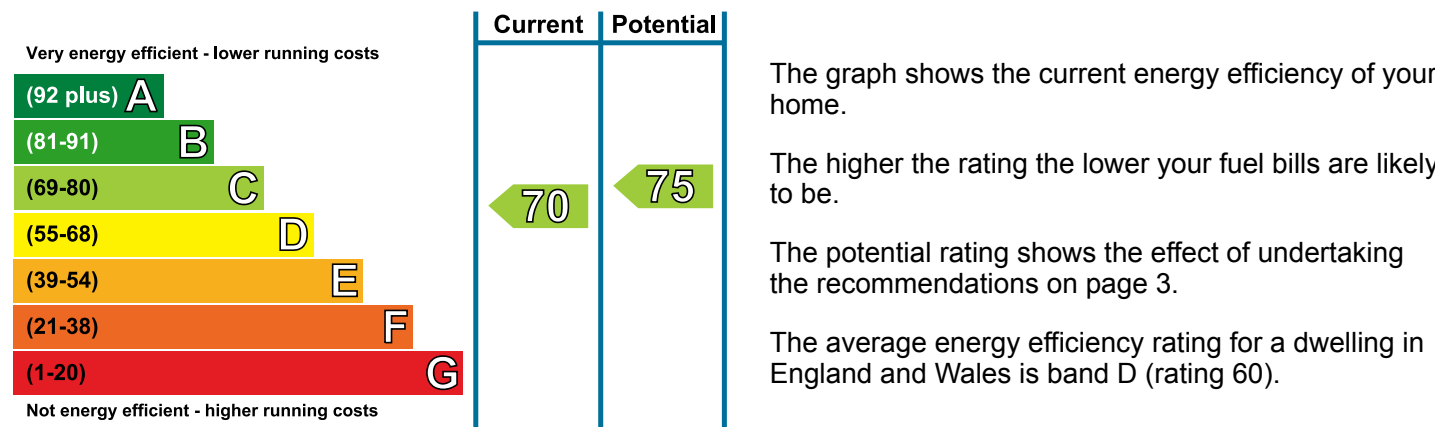 Current Potential
Very energy efficient - lower running costs
(92 plus) A
(81-91) B
(69-80) C
(55-68) D
(39-54) E
(21-38) F
(1-20) G
Not energy efficient - higher running costs
70
75
The graph shows the current energy efficiency of your
home.
The higher the rating the lower your fuel bills are likely
to be.
The potential rating shows the effect of undertaking
the recommendations on page 3.
The average energy efficiency rating for a dwelling in
England and Wales is band D (rating 60).